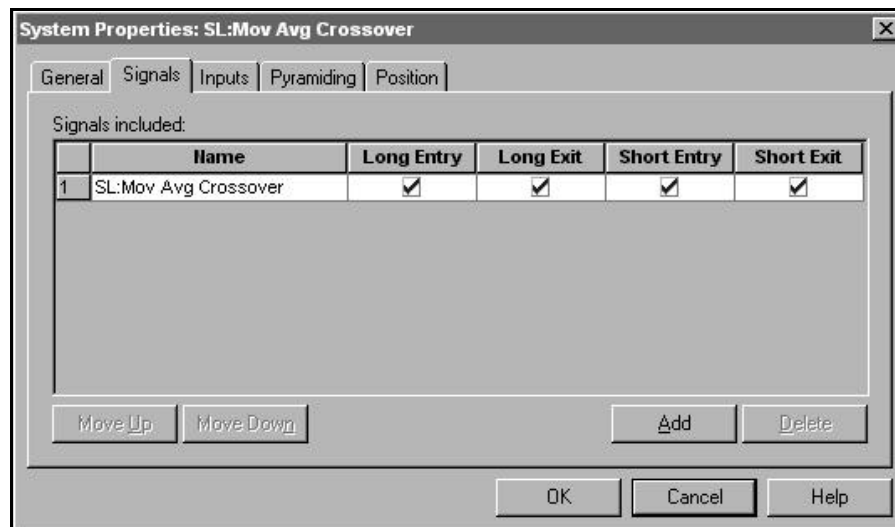 System Properties: SL:Mov Avg Crossover
General Signals Inputs Pyramiding Position
Signals included:
Name Long Entry Long Exit Short Entry Short Exit
1 SL:Mov Avg Crossover
Move Up Move Down Add Delete
OK Cancel Help